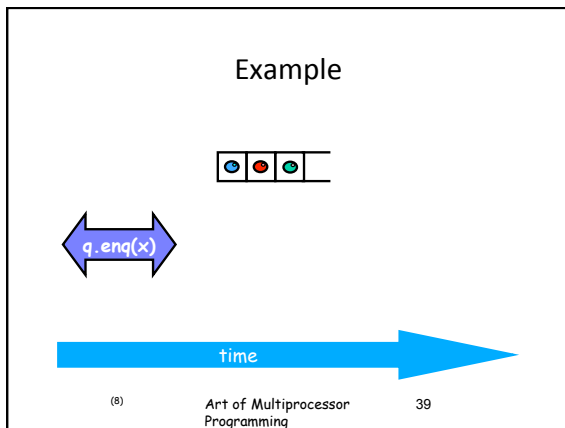 Example
q.enq(x)
time
(8)
Art of Multiprocessor
Programming
39